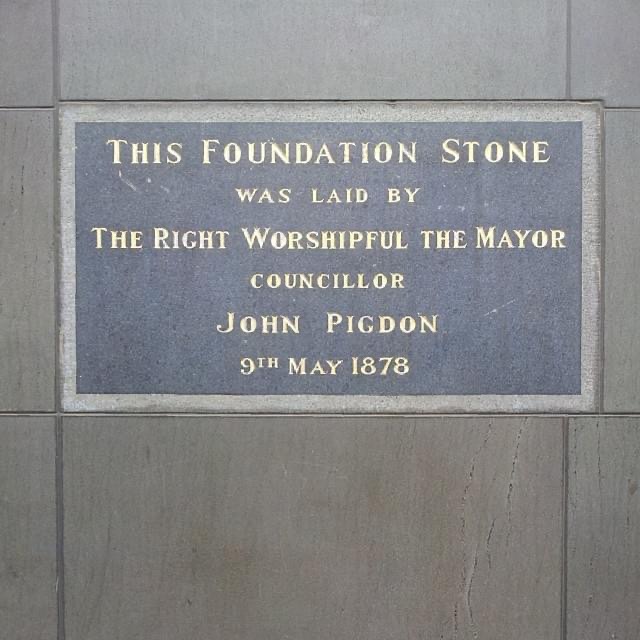 THIS FOUNDATION STONE
WAS LAID BY
THE RIGHT WORSHIPFUL THE MAYOR
COUNCILLOR
JOHN PIGDON
9TH MAY 1878